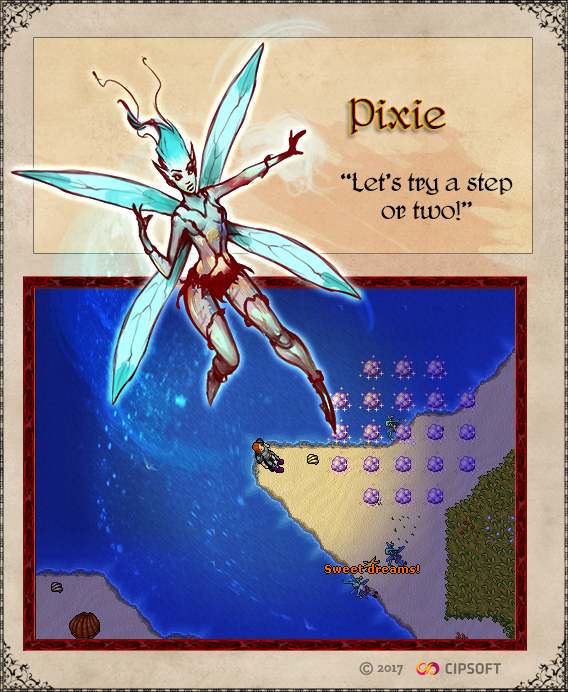 Pixie
“Let’s try a step
or two!”
Sweet dreams!
© 2017 CIPSOFT